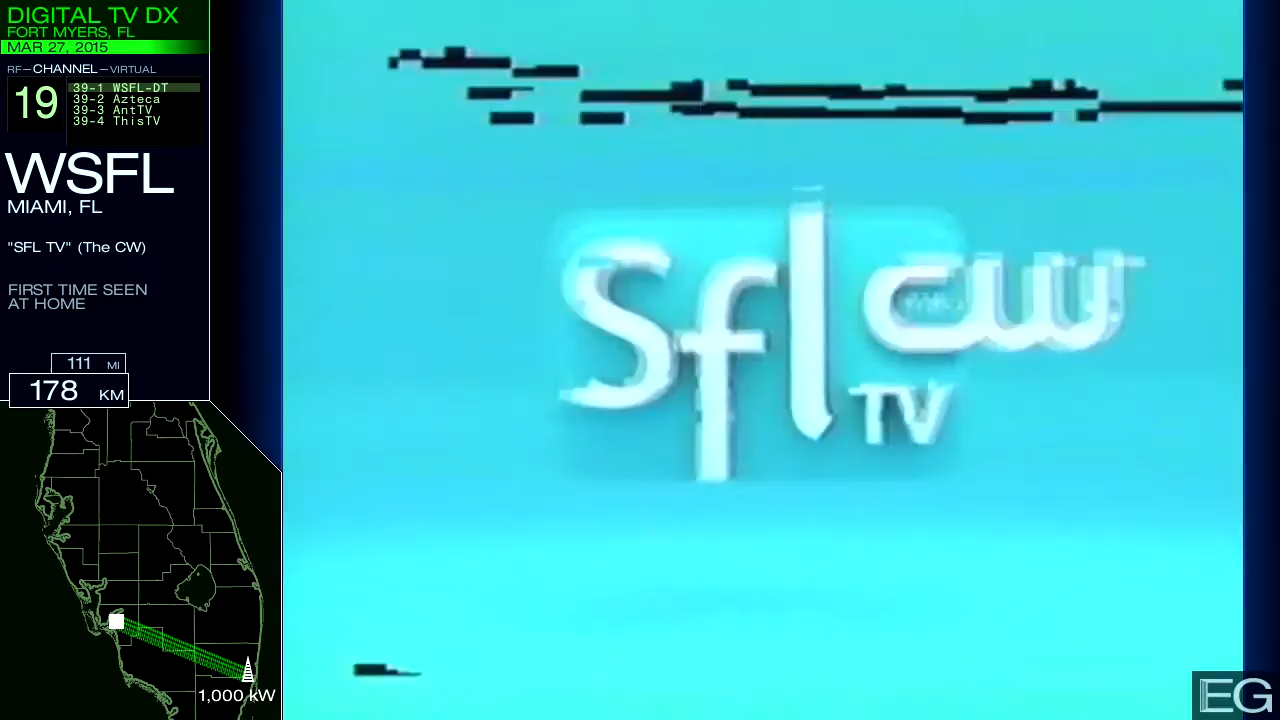 DIGITAL TV DX
FORT MYERS, FL
MAR 27, 2015
RF—CHANNEL—VIRTUAL
19
39-1 WSFL-DT
39-2 Azteca
39-3 AntTV
39-4 ThisTV
WSFL
MIAMI, FL
"SFL TV" (The CW)
FIRST TIME SEEN
AT HOME
111 MI
178 KM
1,000 kW
Sfl CW
TV
EG